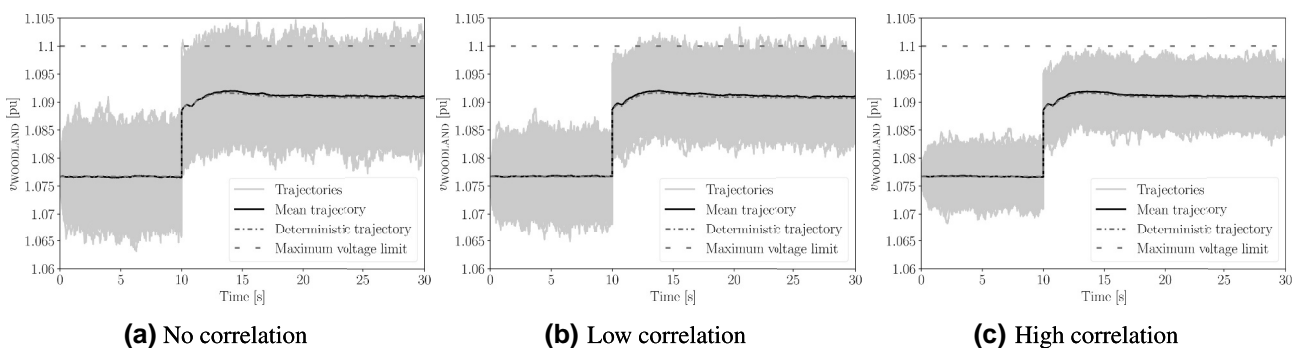 1.105
1.1
1.095
1.09
1.085
1.08
1.075
1.07
1.065
1.06
vWOODLAND [pu]
Trajectories
Mean trajectory
Deterministic trajectory
Maximum voltage limit
0 5 10 15 20 25 30
Time [s]
(a) No correlation
1.105
1.1
1.095
1.09
1.085
1.08
1.075
1.07
1.065
1.06
vWOODLAND [pu]
Trajectories
Mean trajectory
Deterministic trajectory
Maximum voltage limit
0 5 10 15 20 25 30
Time [s]
(b) Low correlation
1.105
1.1
1.095
1.09
1.085
1.08
1.075
1.07
1.065
1.06
vWOODLAND [pu]
Trajectories
Mean trajectory
Deterministic trajectory
Maximum voltage limit
0 5 10 15 20 25 30
Time [s]
(c) High correlation